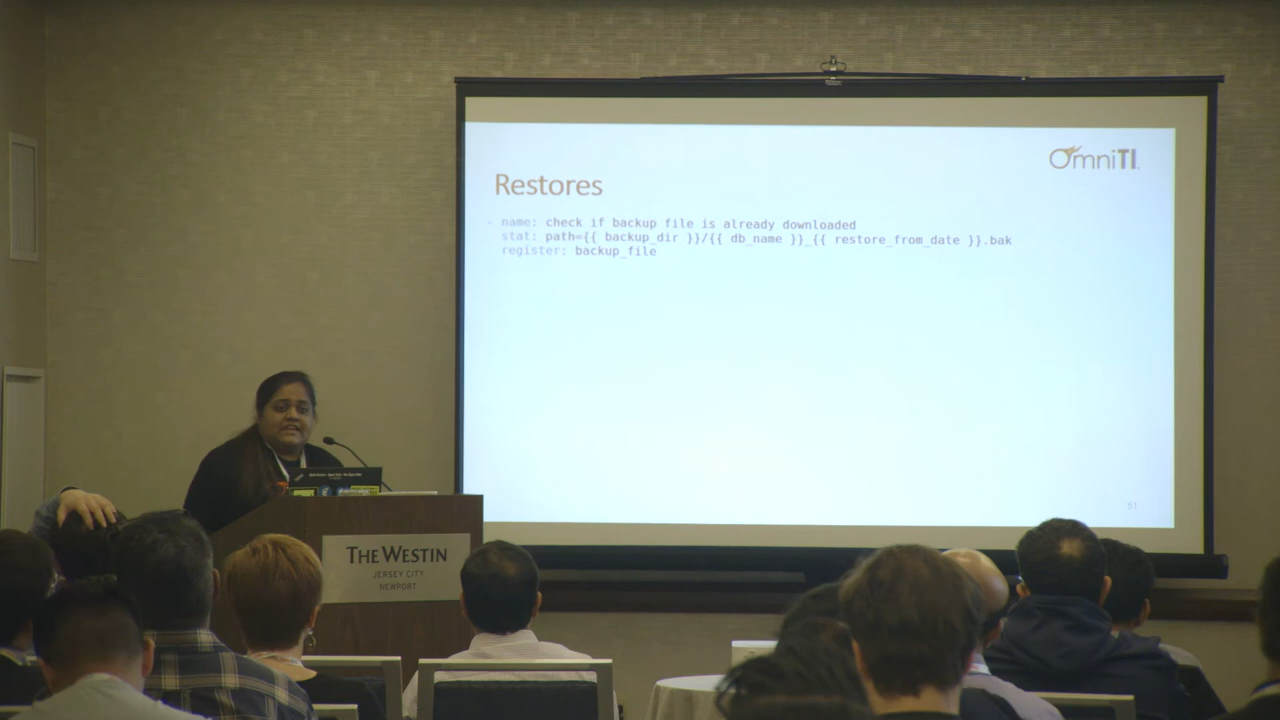 OmniTI
Restores
- name: check if backup file is already downloaded
stat: path={{ backup_dir }}/{{ db_name }}_{{ restore_from_date }}.bak
register: backup_file
51
THE WESTIN
JERSEY CITY
NEWPORT